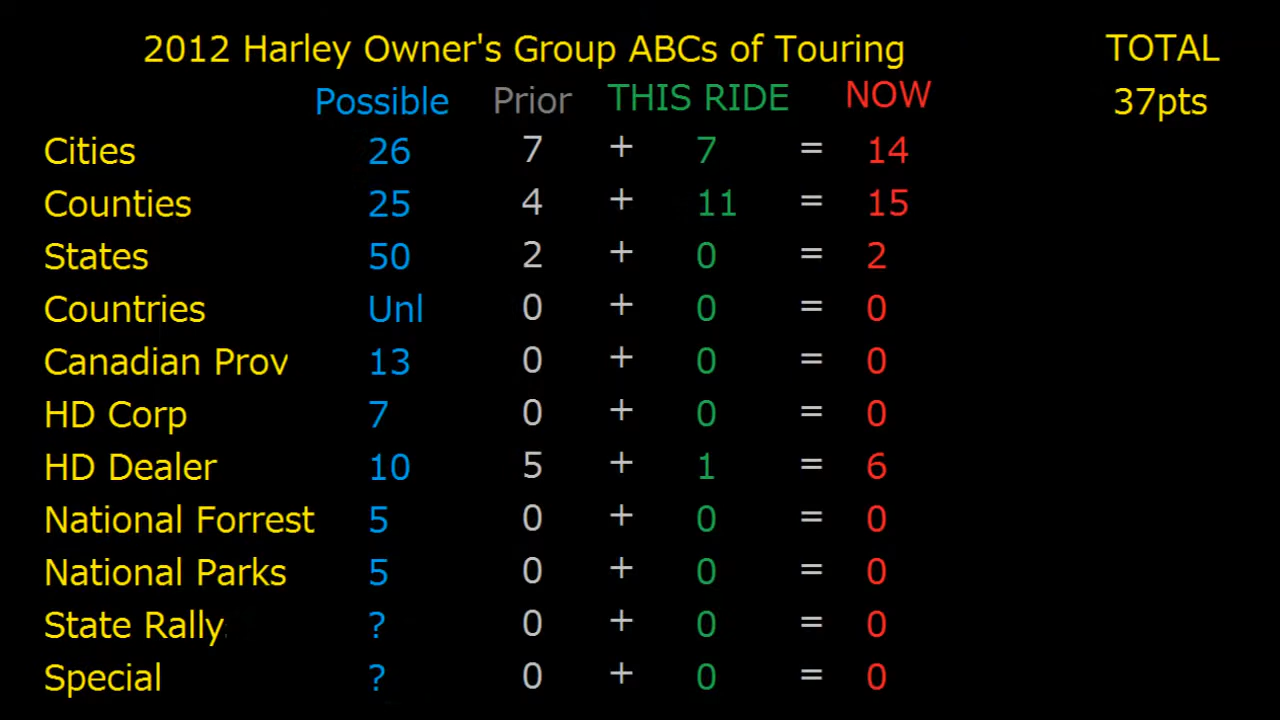 2012 Harley Owner's Group ABCs of Touring TOTAL
Possible Prior THIS RIDE NOW 37pts
Cities 26 7 + 7 = 14
Counties 25 4 + 11 = 15
States 50 2 + 0 = 2
Countries Unl 0 + 0 = 0
Canadian Prov 13 0 + 0 = 0
HD Corp 7 0 + 0 = 0
HD Dealer 10 5 + 1 = 6
National Forrest 5 0 + 0 = 0
National Parks 5 0 + 0 = 0
State Rally ? 0 + 0 = 0
Special ? 0 + 0 = 0